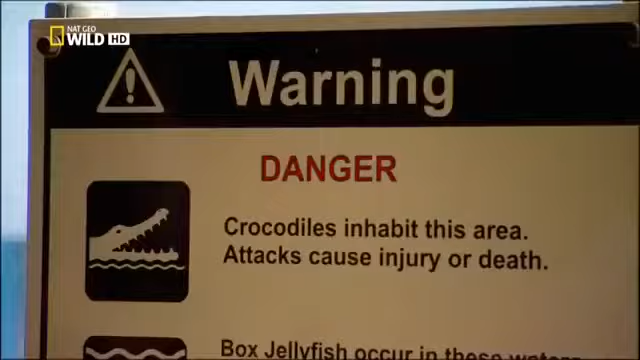 NAT GEO
WILD HD
Warning
DANGER
Crocodiles inhabit this area.
Attacks cause injury or death.
Box Jellyfish occur in these waters